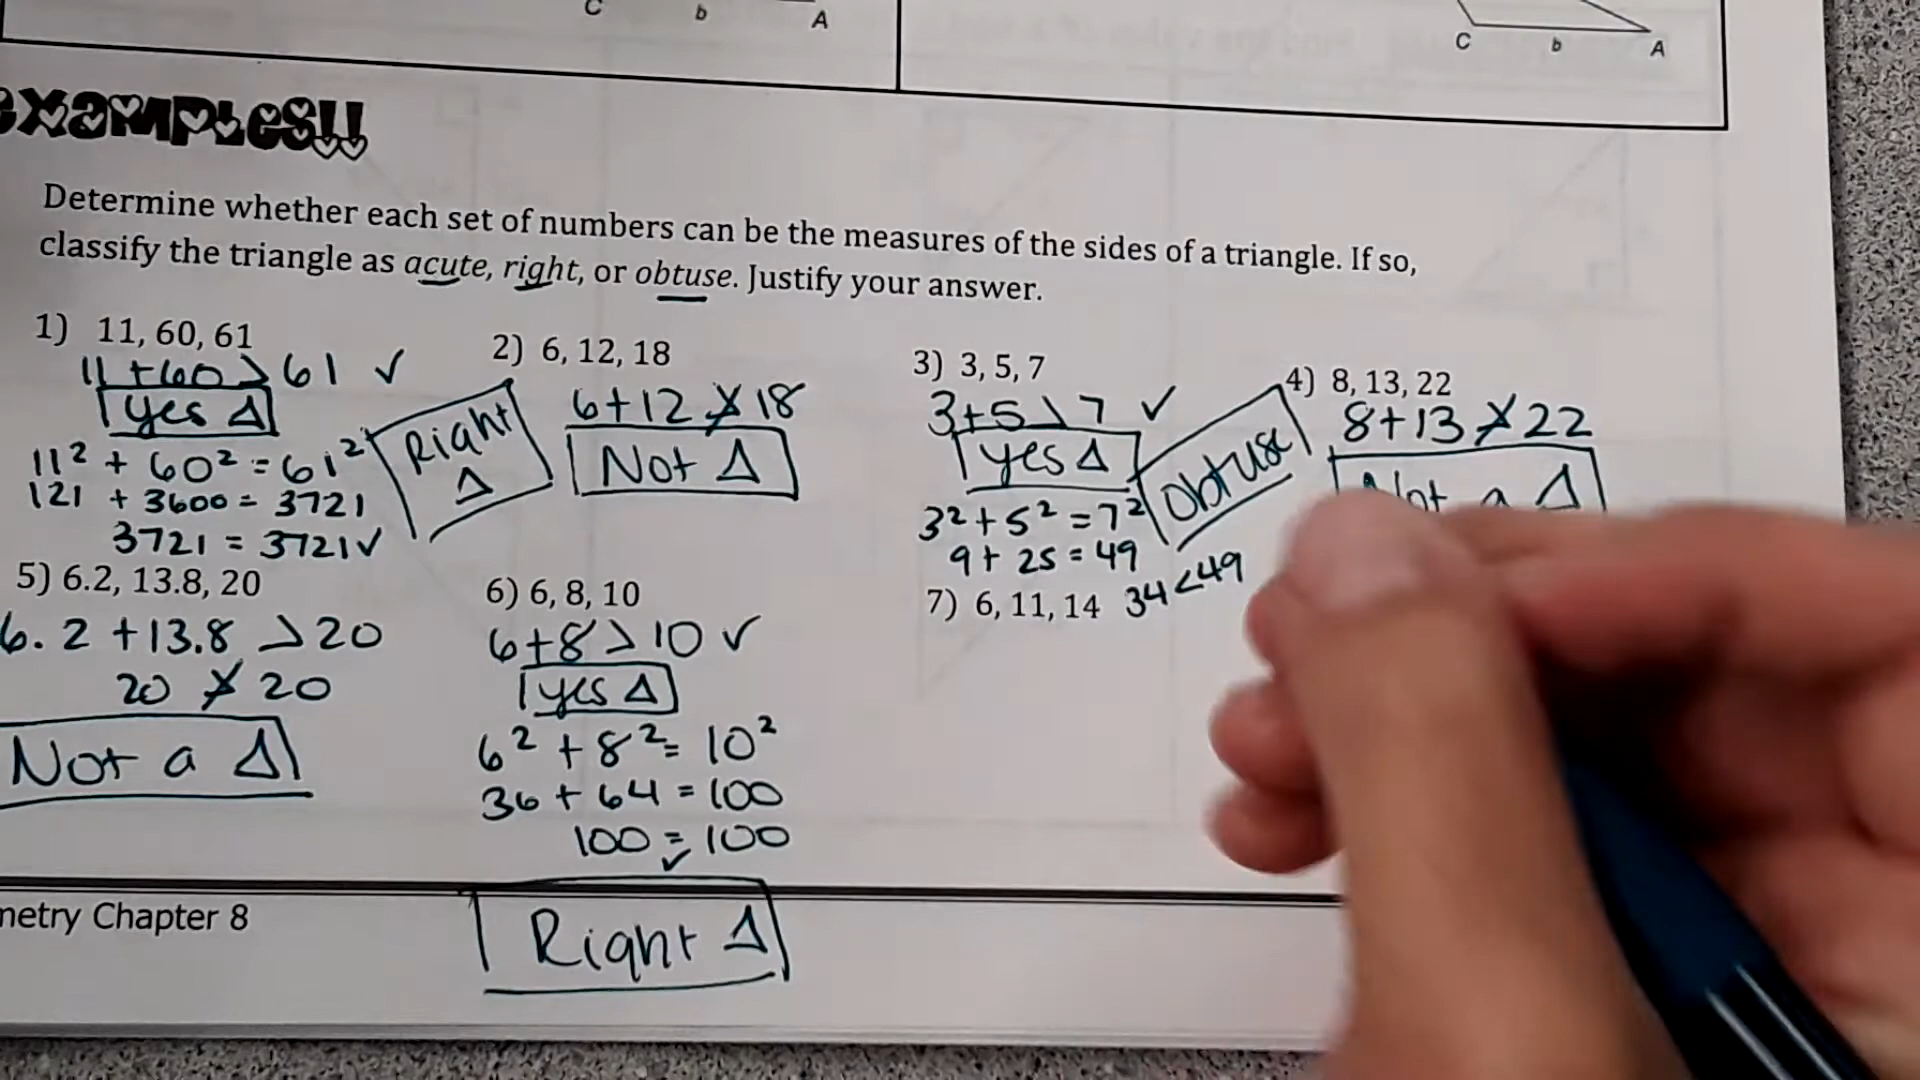 C b A
C b A
examples!!
Determine whether each set of numbers can be the measures of the sides of a triangle. If so,
classify the triangle as acute, right, or obtuse. Justify your answer.
1) 11, 60, 61
11 + 60 > 61 ✓
yes Δ
11² + 60² = 61²
121 + 3600 = 3721
3721 = 3721 ✓
Right
Δ
2) 6, 12, 18
6+12 ≯ 18
Not Δ
3) 3, 5, 7
3+5 > 7 ✓
yes Δ
3² + 5² = 7²
9 + 25 = 49
34 < 49
Obtuse
4) 8, 13, 22
8+13 ≯ 22
Not a Δ
5) 6.2, 13.8, 20
6.2 + 13.8 > 20
20 ≯ 20
Not a Δ
6) 6, 8, 10
6+8 > 10 ✓
yes Δ
6² + 8² = 10²
36 + 64 = 100
100 = 100
✓
Right Δ
7) 6, 11, 14
metry Chapter 8